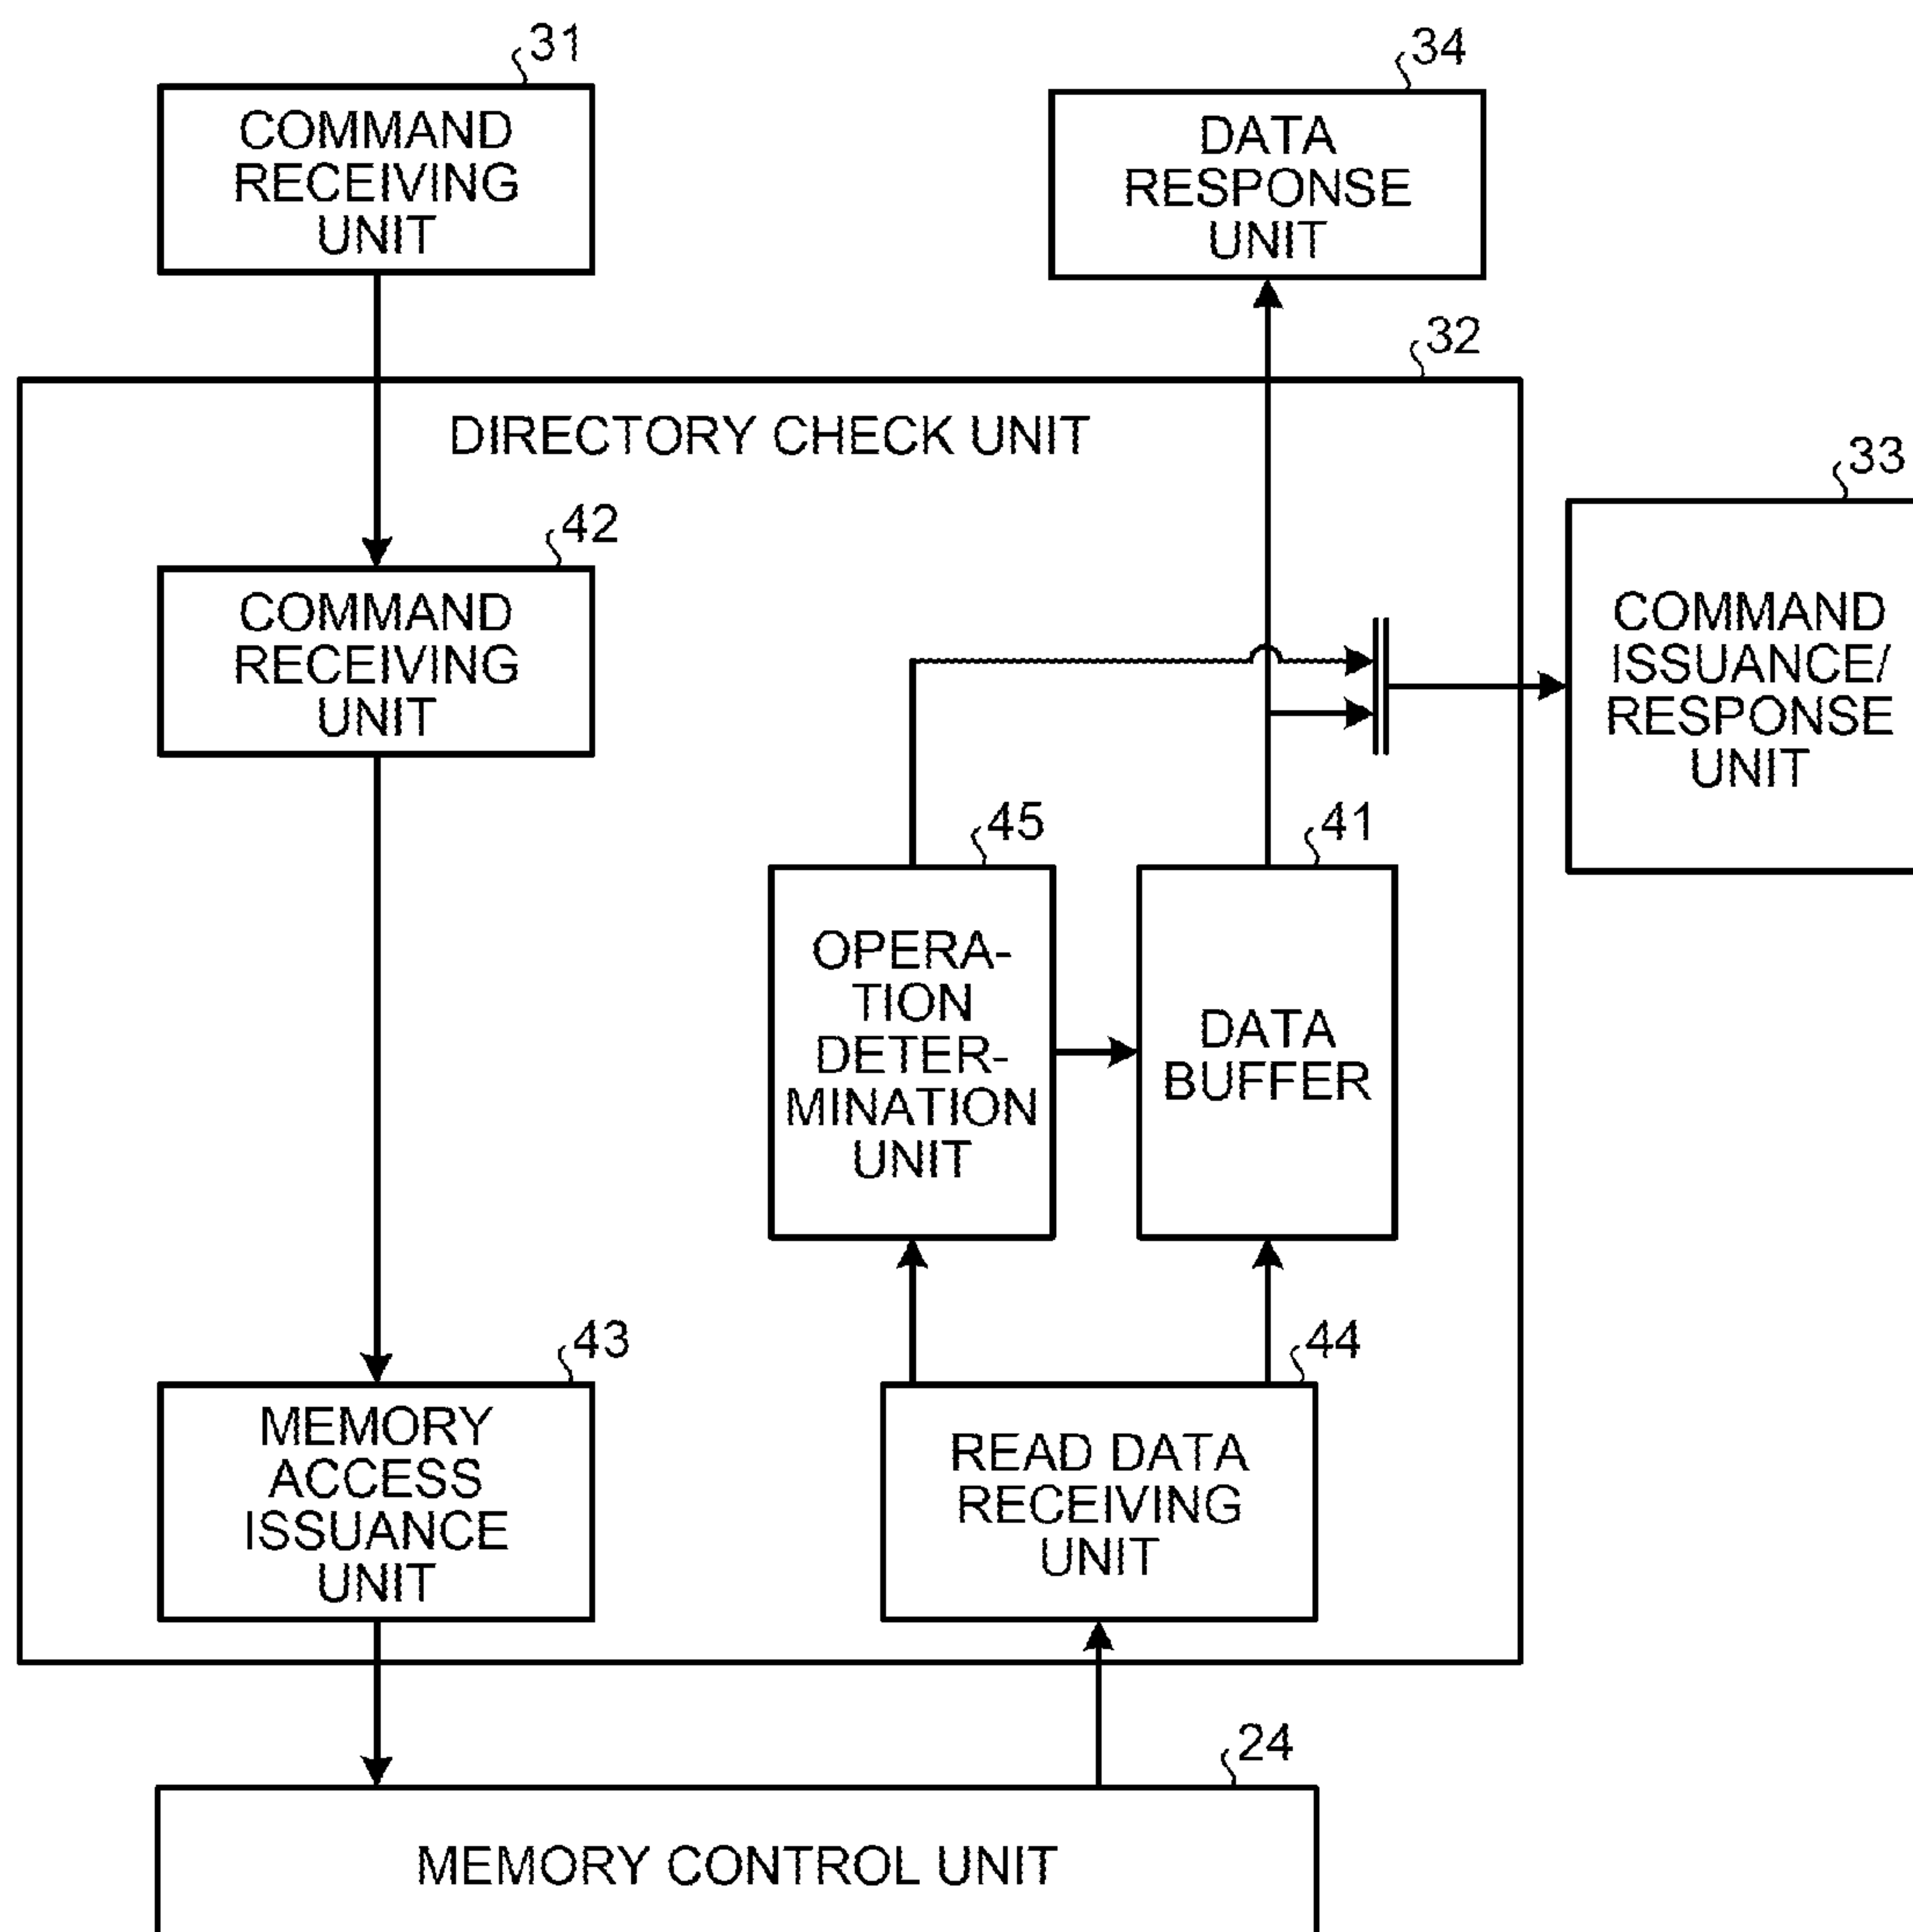 31
COMMAND
RECEIVING
UNIT
34
DATA
RESPONSE
UNIT
32
DIRECTORY CHECK UNIT
42
COMMAND
RECEIVING
UNIT
33
COMMAND
ISSUANCE/
RESPONSE
UNIT
45
OPERA-
TION
DETER-
MINATION
UNIT
41
DATA
BUFFER
43
MEMORY
ACCESS
ISSUANCE
UNIT
44
READ DATA
RECEIVING
UNIT
24
MEMORY CONTROL UNIT